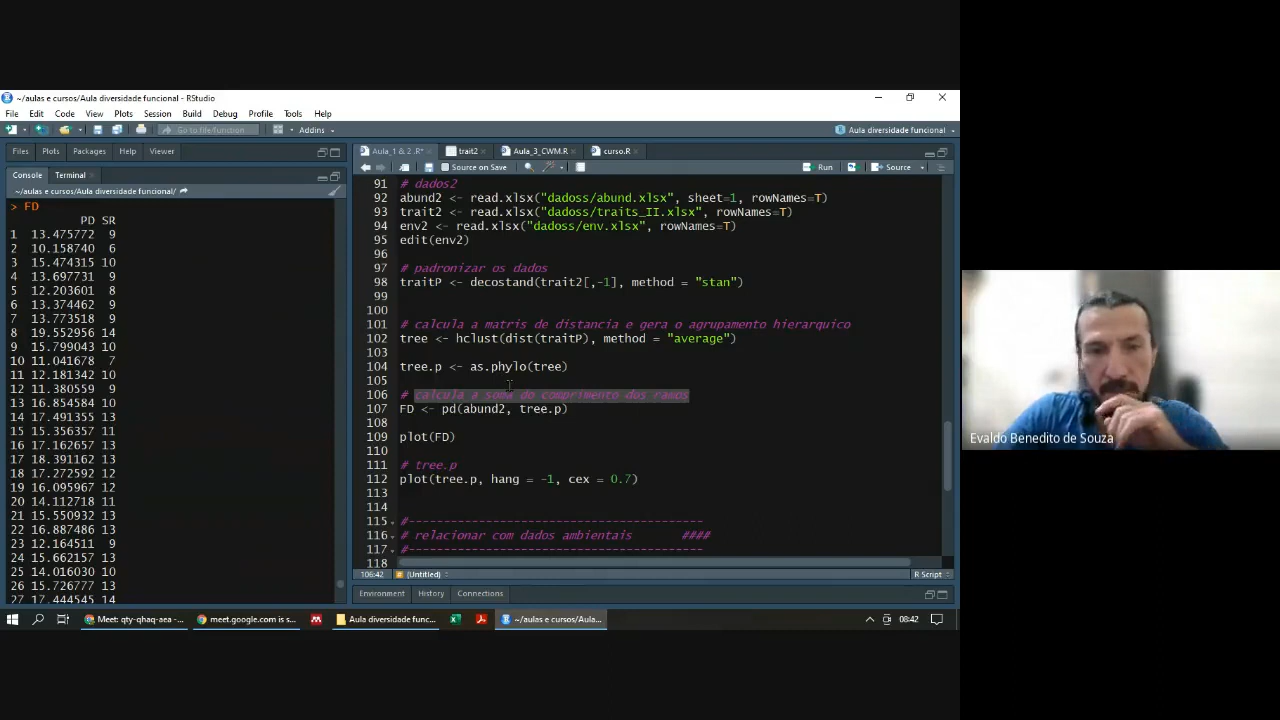 ~/aulas e cursos/Aula diversidade funcional - RStudio
File Edit Code View Plots Session Build Debug Profile Tools Help
Go to file/function Addins Aula diversidade funcional
Files Plots Packages Help Viewer
Console Terminal
~/aulas e cursos/Aula diversidade funcional/
> FD
PD SR
1 13.475772 9
2 10.158740 6
3 15.474315 10
4 13.697731 9
5 12.203601 8
6 13.374462 9
7 13.773518 9
8 19.552956 14
9 15.799043 10
10 11.041678 7
11 12.181342 10
12 11.380559 9
13 16.854584 10
14 17.491355 13
15 15.356357 11
16 17.162657 13
17 18.391162 13
18 17.272592 12
19 16.095967 12
20 14.112718 11
21 15.550932 13
22 16.887486 13
23 12.164511 9
24 15.662157 13
25 14.016030 10
26 15.726777 13
27 17.444545 14
Aula_1 & 2 .R* trait2 Aula_3_CWM.R curso.R
Source on Save Run Source
91 # dados2
92 abund2 <- read.xlsx("dadoss/abund.xlsx", sheet=1, rowNames=T)
93 trait2 <- read.xlsx("dadoss/traits_II.xlsx", rowNames=T)
94 env2 <- read.xlsx("dadoss/env.xlsx", rowNames=T)
95 edit(env2)
96
97 # padronizar os dados
98 traitP <- decostand(trait2[,-1], method = "stan")
99
100
101 # calcula a matris de distancia e gera o agrupamento hierarquico
102 tree <- hclust(dist(traitP), method = "average")
103
104 tree.p <- as.phylo(tree)
105
106 # calcula a soma do comprimento dos ramos
107 FD <- pd(abund2, tree.p)
108
109 plot(FD)
110
111 # tree.p
112 plot(tree.p, hang = -1, cex = 0.7)
113
114
115 #------------------------------------------
116 # relacionar com dados ambientais ####
117 #------------------------------------------
118
106:42 (Untitled) R Script
Environment History Connections
Evaldo Benedito de Souza
Meet: qty-qhaq-aea -... meet.google.com is s... Aula diversidade func... ~/aulas e cursos/Aula... 08:42